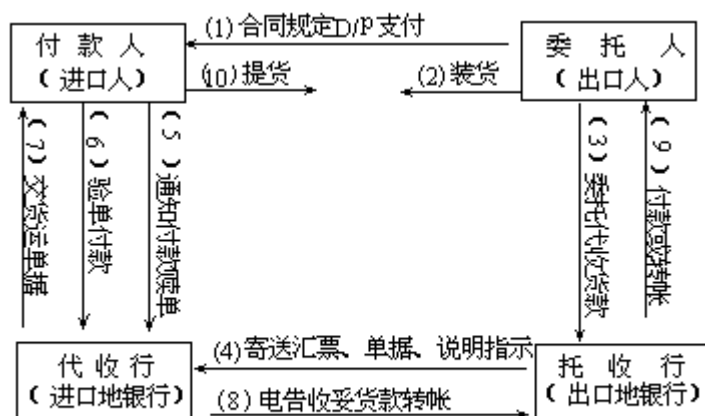 (1) 合同规定D/P支付
付款人
（进口人）
委托人
（出口人）
(10)提货
(2)装货
（7）交货运单据
（6）验单付款
（5）通知付款赎单
（3）委托代收货款
（9）付款或转帐
代收行
（进口地银行）
(4)寄送汇票、单据、说明指示
托收行
（出口地银行）
(8)电告收妥货款转帐